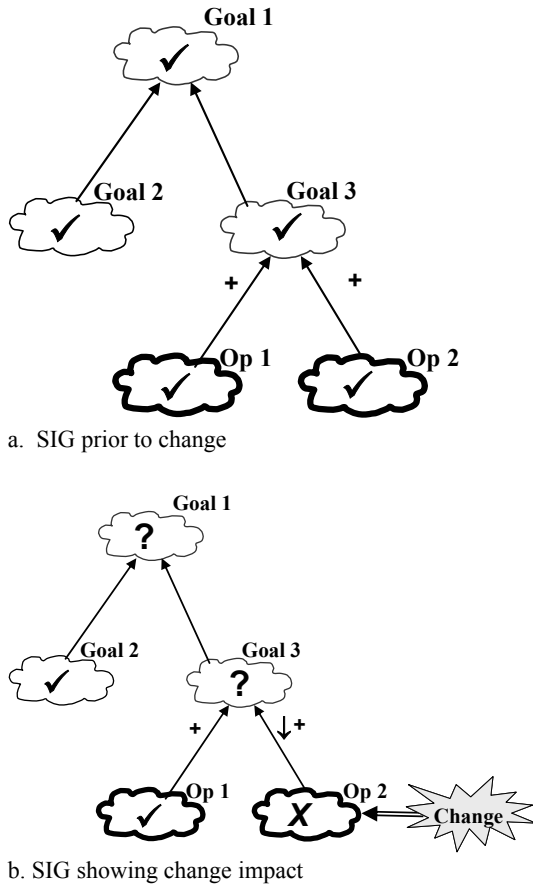 Goal 1
✓
Goal 2
✓
Goal 3
✓
+
+
Op 1
✓
Op 2
✓
a. SIG prior to change
Goal 1
?
Goal 2
✓
Goal 3
?
+
↓+
Op 1
✓
Op 2
X
Change
b. SIG showing change impact